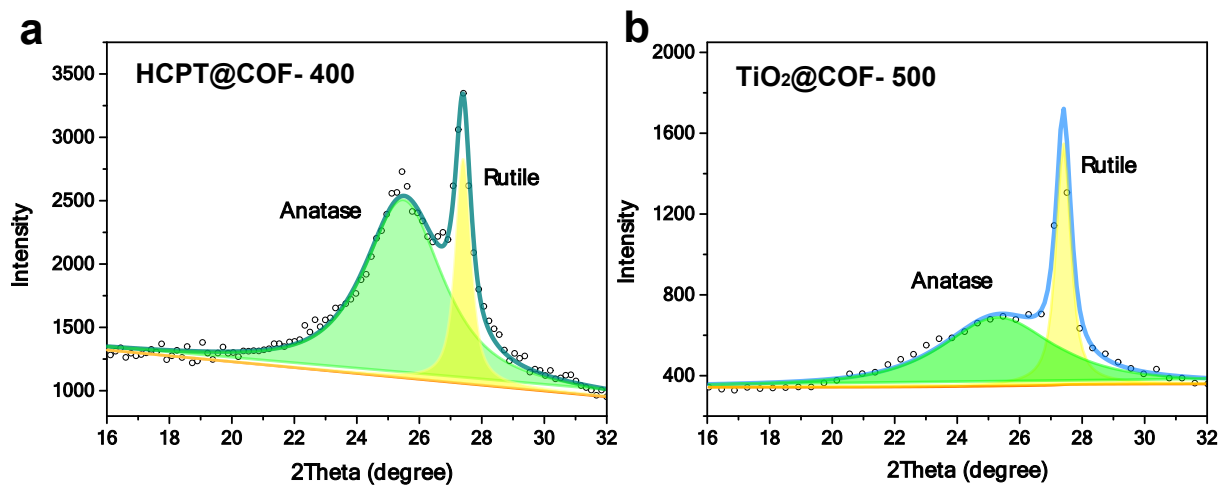 a
HCPT@COF- 400
Anatase
Rutile
Intensity
3500
3000
2500
2000
1500
1000
16 18 20 22 24 26 28 30 32
2Theta (degree)
b
TiO₂@COF- 500
Anatase
Rutile
Intensity
2000
1600
1200
800
400
16 18 20 22 24 26 28 30 32
2Theta (degree)